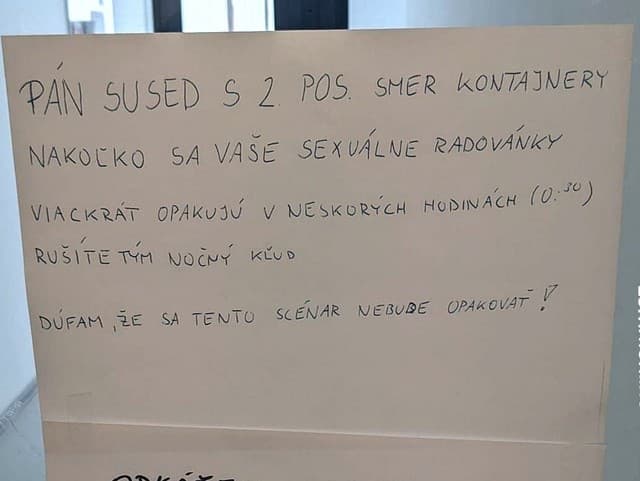 PÁN SUSED S 2. POS. SMER KONTAJNERY
NAKOĽKO SA VAŠE SEXUÁLNE RADOVÁNKY
VIACKRÁT OPAKUJÚ V NESKORÝCH HODINÁCH (0:30)
RUŠÍTE TÝM NOČNÝ KĽUD
DÚFAM, ŽE SA TENTO SCÉNAR NEBUDE OPAKOVAŤ!